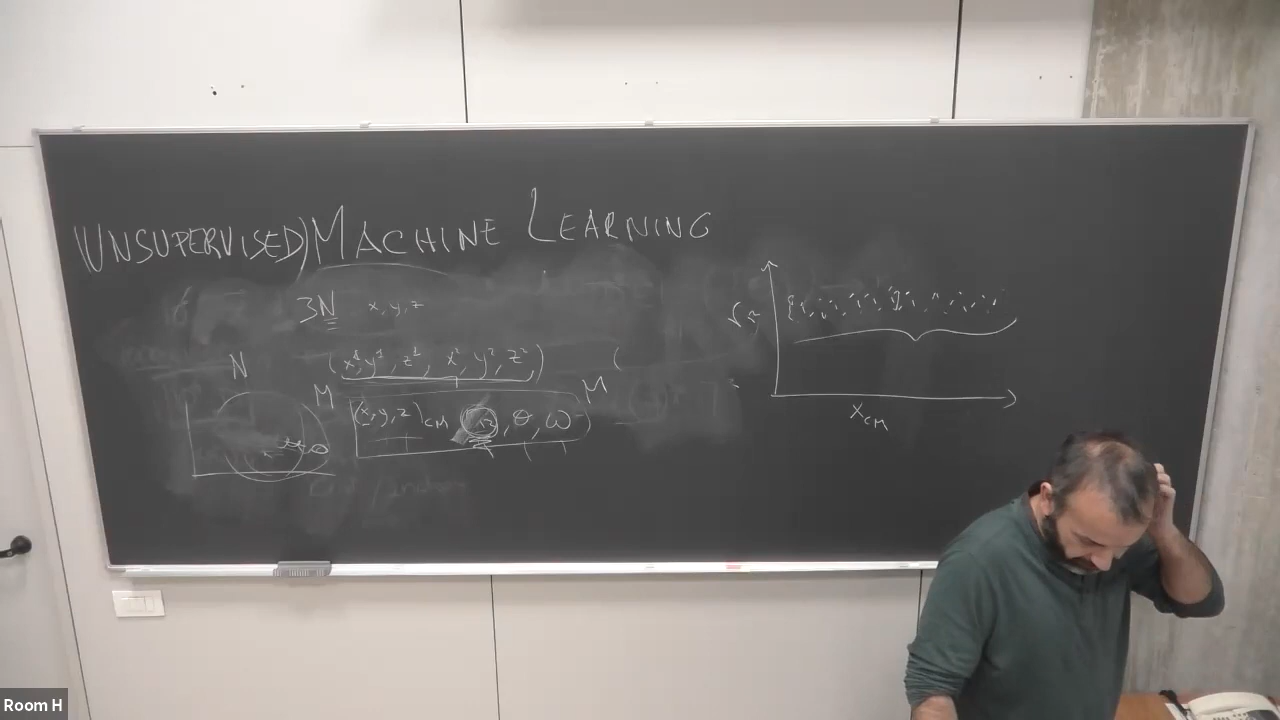 (UNSUPERVISED) MACHINE LEARNING
3N x, y, z
N
(x¹, y¹, z¹, x², y², z²) (
M M
(x, y, z)CM , θ, ω
XCM
Room H